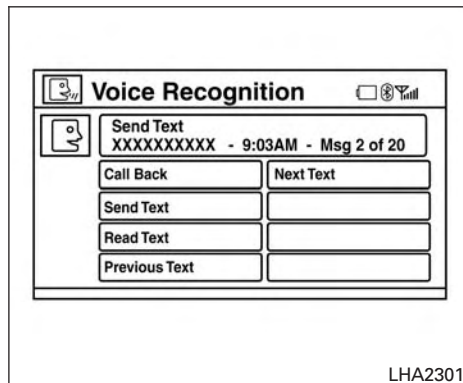 Voice Recognition
Send Text
XXXXXXXXXX - 9:03AM - Msg 2 of 20
Call Back Next Text
Send Text
Read Text
Previous Text
LHA2301